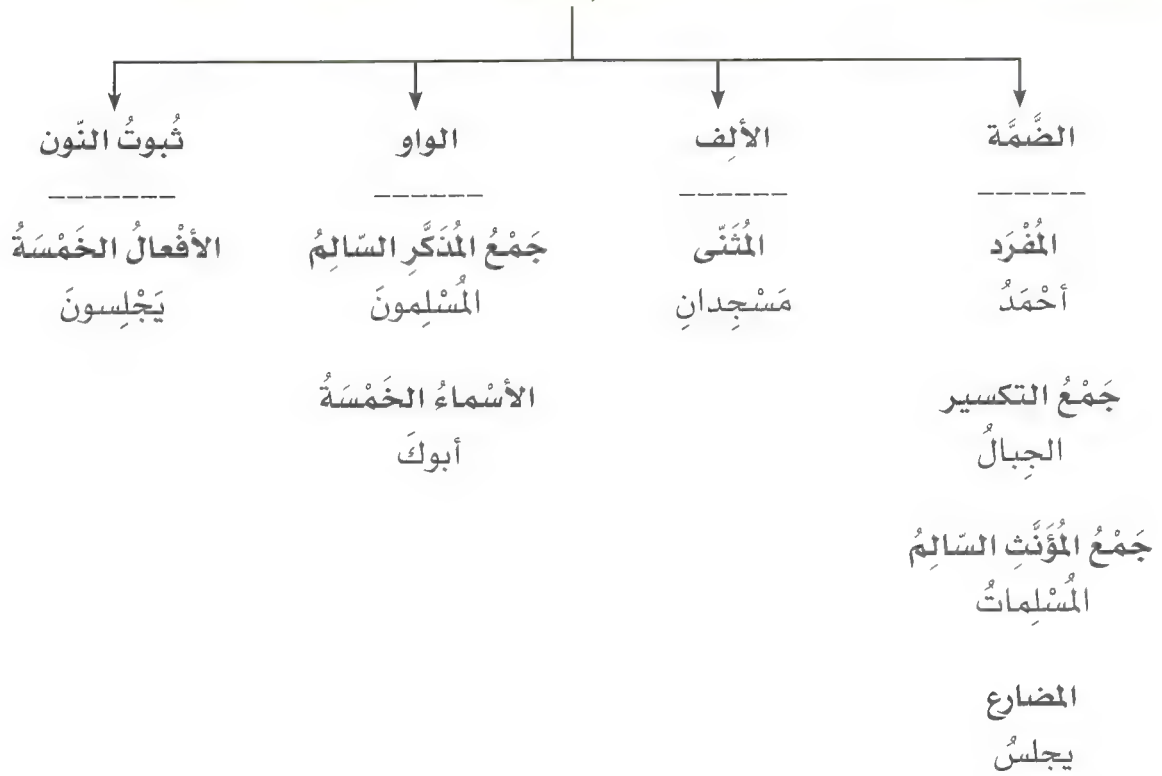 الضَّمَّة
------
المُفْرَد
أحْمَدُ
جَمْعُ التكسير
الجِبالُ
جَمْعُ المُؤَنَّثِ السّالِمُ
المُسْلِماتُ
المضارع
يجلسُ
الألِف
------
المُثَنّى
مَسْجِدانِ
الواو
------
جَمْعُ المُذَكَّرِ السّالِمُ
المُسْلِمونَ
الأسْماءُ الخَمْسَةُ
أبوكَ
ثُبوتُ النّون
-------
الأفْعالُ الخَمْسَةُ
يَجْلِسونَ